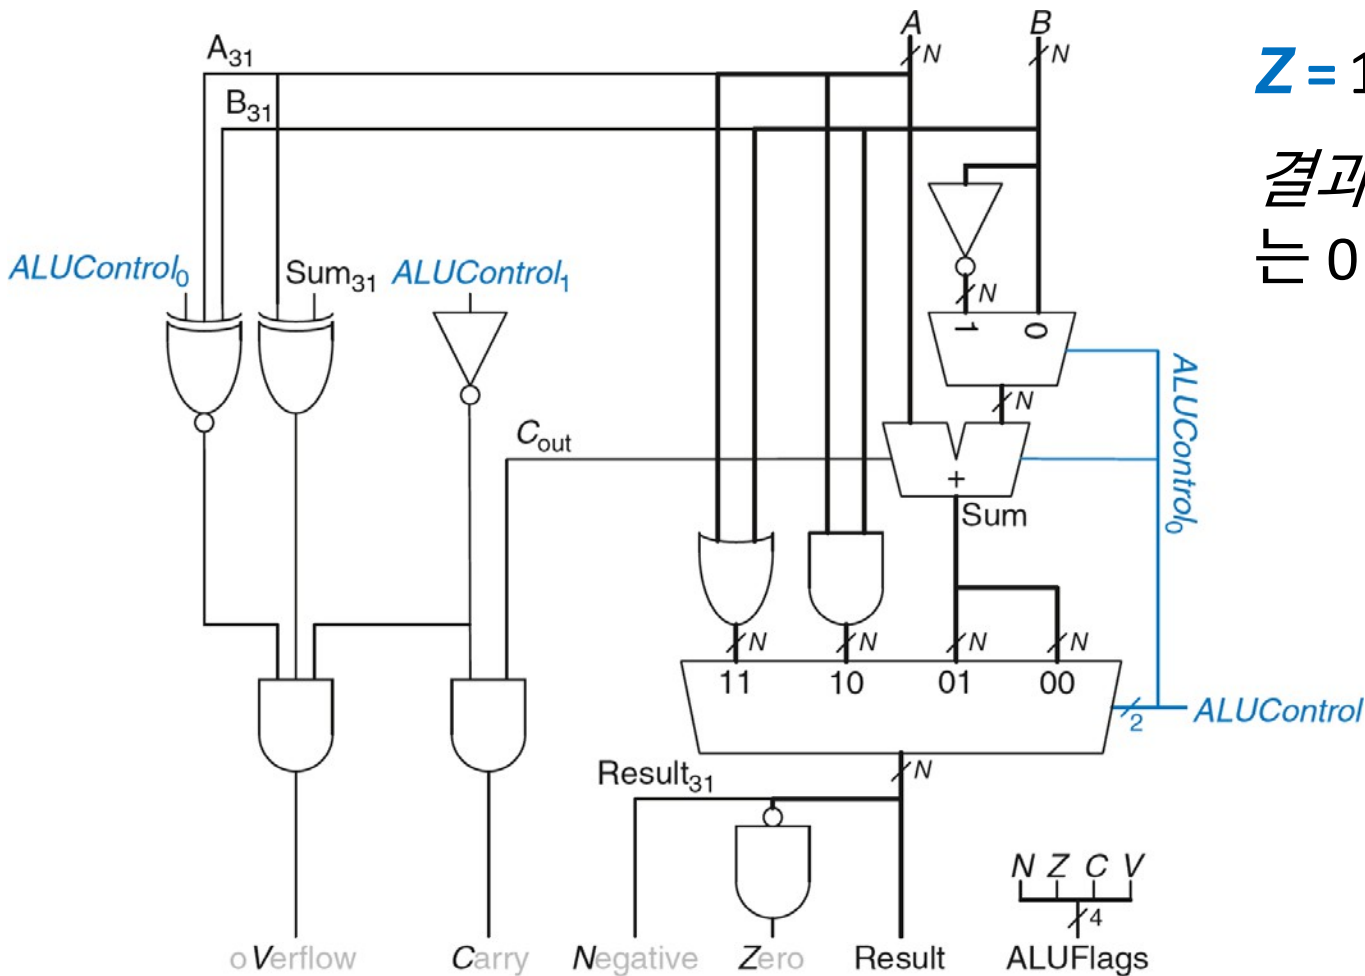 A B
N N
A31
B31
Z = 1
결과
는 0
ALUControl0 Sum31 ALUControl1
N
1 0
ALUControl0
N
Cout
+
Sum
N N N N
11 10 01 00
2 ALUControl
N
Result31
N Z C V
4
oVerflow Carry Negative Zero Result ALUFlags